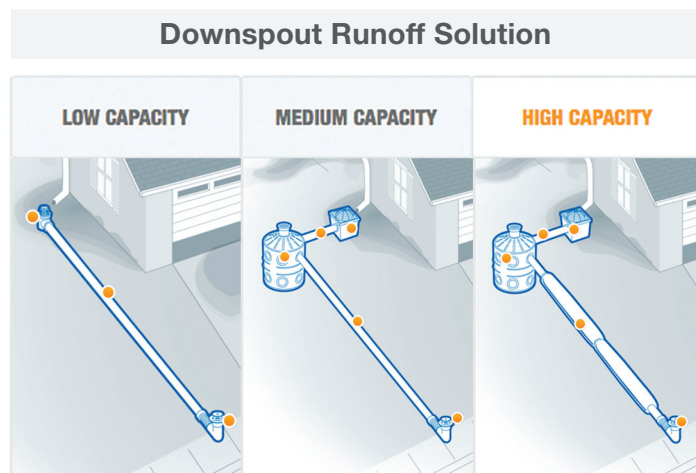 Downspout Runoff Solution
LOW CAPACITY
MEDIUM CAPACITY
HIGH CAPACITY